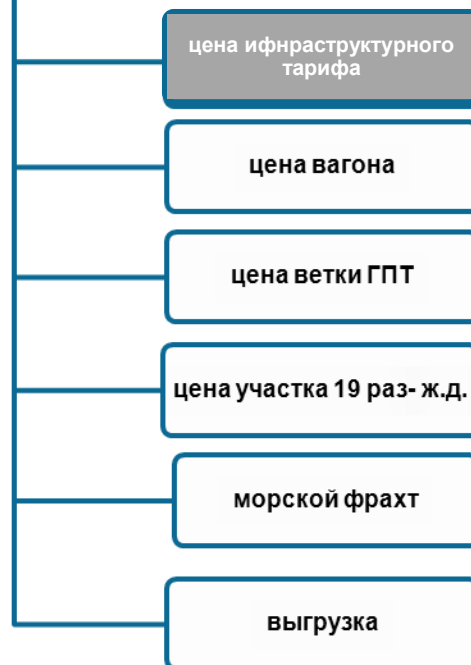 цена ифнраструктурного
тарифа
цена вагона
цена ветки ГПТ
цена участка 19 раз- ж.д.
морской фрахт
выгрузка